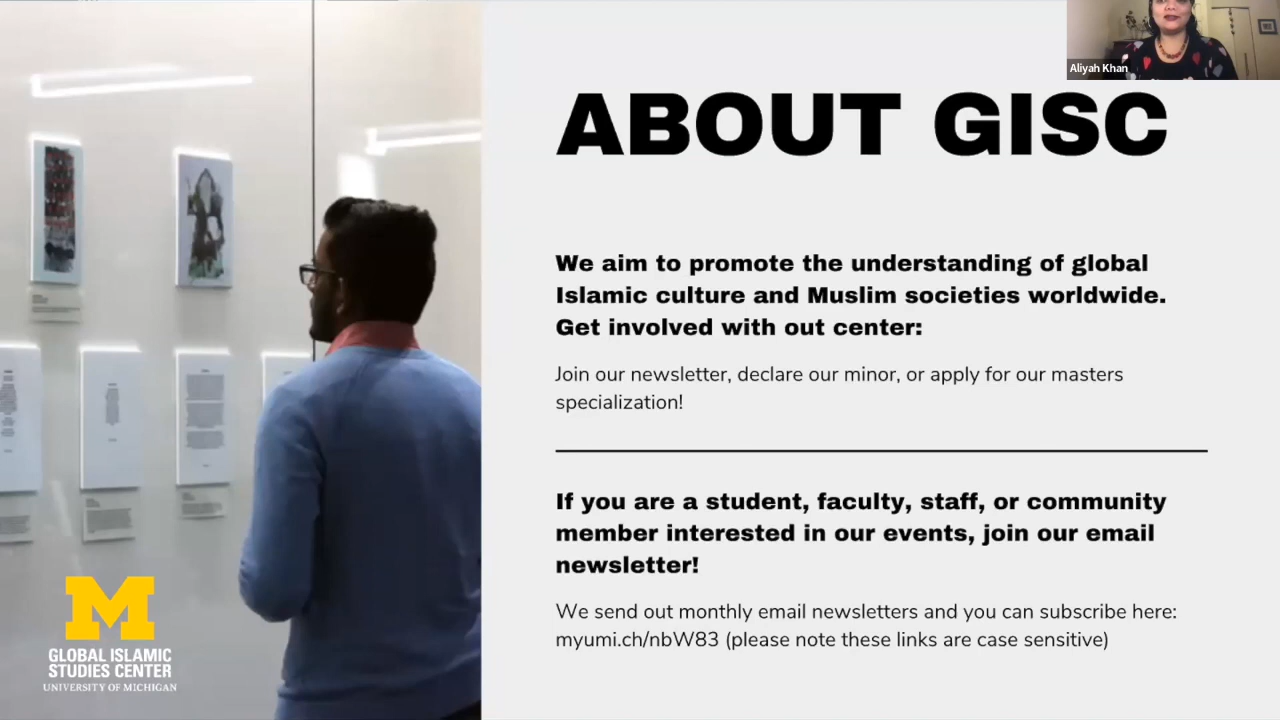 Aliyah Khan
ABOUT GISC
We aim to promote the understanding of global
Islamic culture and Muslim societies worldwide.
Get involved with out center:
Join our newsletter, declare our minor, or apply for our masters
specialization!
If you are a student, faculty, staff, or community
member interested in our events, join our email
newsletter!
We send out monthly email newsletters and you can subscribe here:
myumi.ch/nbW83 (please note these links are case sensitive)
M
GLOBAL ISLAMIC
STUDIES CENTER
UNIVERSITY OF MICHIGAN